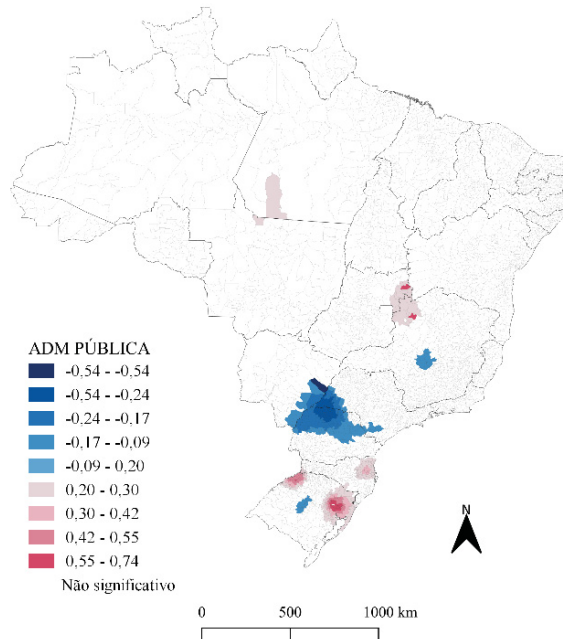 ADM PÚBLICA
-0,54 - -0,54
-0,54 - -0,24
-0,24 - -0,17
-0,17 - -0,09
-0,09 - 0,20
0,20 - 0,30
0,30 - 0,42
0,42 - 0,55
0,55 - 0,74
Não significativo
N
0 500 1000 km